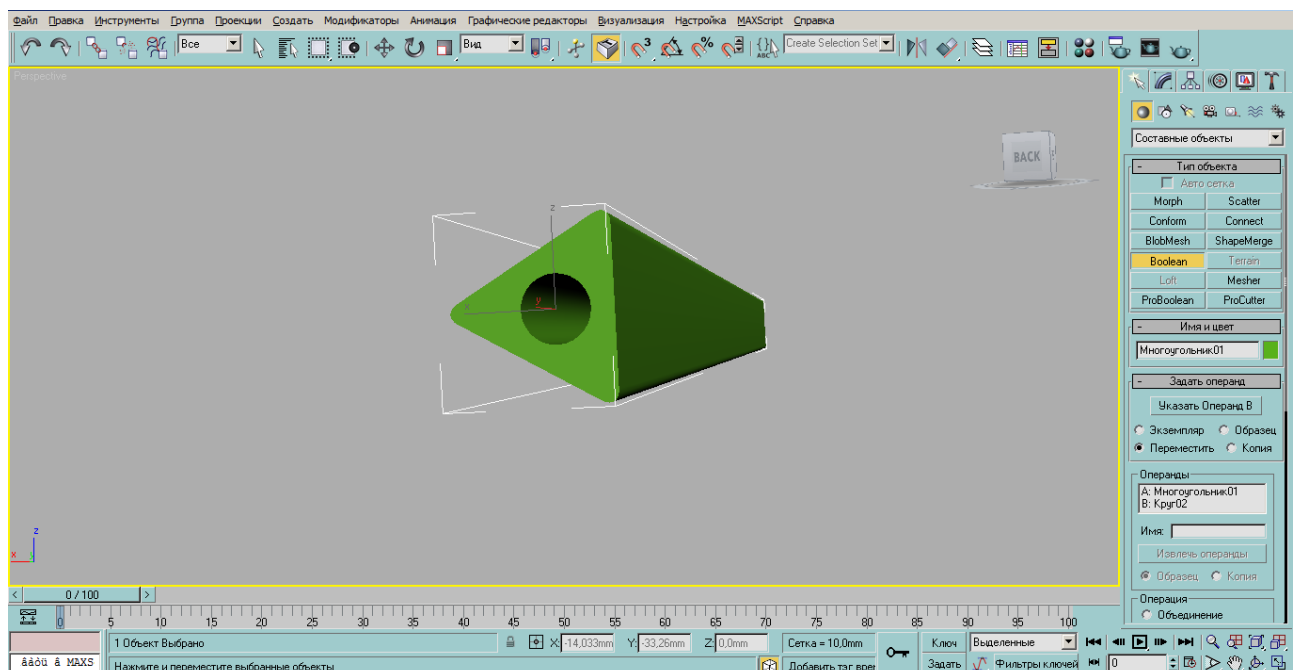 Файл Правка Инструменты Группа Проекции Создать Модификаторы Анимация Графические редакторы Визуализация Настройка MAXScript Справка
Все Вид 3 % {} ABC Create Selection Set
Perspective
BACK
z
x y
z
x
Составные объекты
- Тип объекта
Авто сетка
Morph Scatter
Conform Connect
BlobMesh ShapeMerge
Boolean Terrain
Loft Mesher
ProBoolean ProCutter
- Имя и цвет
Многоугольник01
- Задать операнд
Указать Операнд B
Экземпляр Образец
Переместить Копия
Операнды
A: Многоугольник01
B: Круг02
Имя:
Извлечь операнды
Образец Копия
Операция
Объединение
< 0 / 100 >
0 5 10 15 20 25 30 35 40 45 50 55 60 65 70 75 80 85 90 95 100
1 Объект Выбрано X: -14,033mm Y: -33,26mm Z: 0,0mm Сетка = 10,0mm Ключ Выделенные
âàòü â MAXS Нажмите и переместите выбранные объекты Добавить тэг врем Задать Фильтры ключей 0